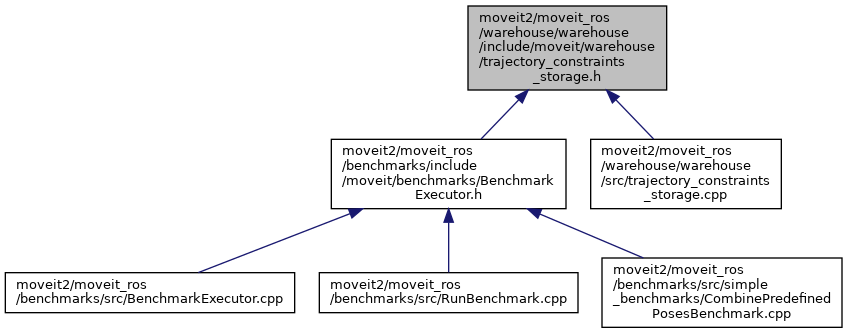 moveit2/moveit_ros
/warehouse/warehouse
/include/moveit/warehouse
/trajectory_constraints
_storage.h
moveit2/moveit_ros
/benchmarks/include
/moveit/benchmarks/Benchmark
Executor.h
moveit2/moveit_ros
/warehouse/warehouse
/src/trajectory_constraints
_storage.cpp
moveit2/moveit_ros
/benchmarks/src/BenchmarkExecutor.cpp
moveit2/moveit_ros
/benchmarks/src/RunBenchmark.cpp
moveit2/moveit_ros
/benchmarks/src/simple
_benchmarks/CombinePredefined
PosesBenchmark.cpp